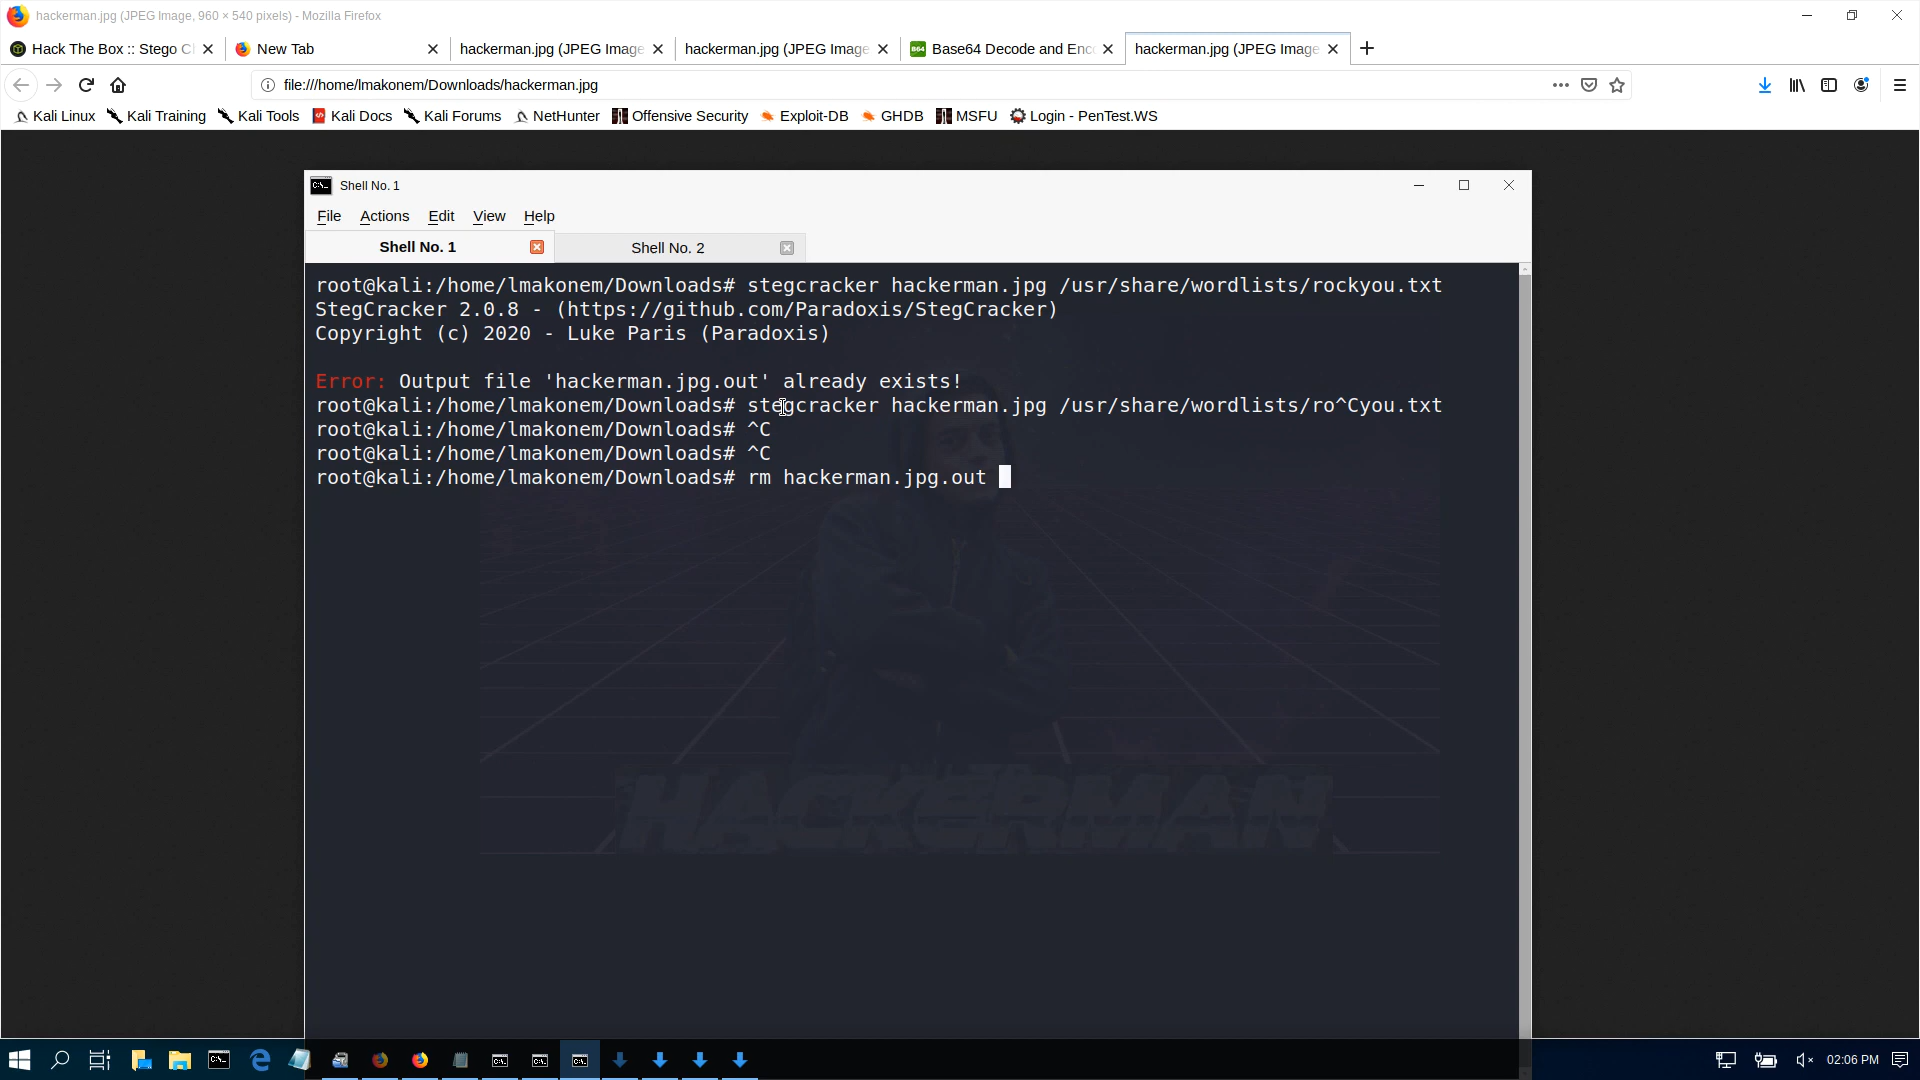 hackerman.jpg (JPEG Image, 960 × 540 pixels) - Mozilla Firefox
Hack The Box :: Stego C
New Tab
hackerman.jpg (JPEG Image
hackerman.jpg (JPEG Image
Base64 Decode and Enc
hackerman.jpg (JPEG Image
file:///home/lmakonem/Downloads/hackerman.jpg
Kali Linux
Kali Training
Kali Tools
Kali Docs
Kali Forums
NetHunter
Offensive Security
Exploit-DB
GHDB
MSFU
Login - PenTest.WS
Shell No. 1
File Actions Edit View Help
Shell No. 1
Shell No. 2
root@kali:/home/lmakonem/Downloads# stegcracker hackerman.jpg /usr/share/wordlists/rockyou.txt
StegCracker 2.0.8 - (https://github.com/Paradoxis/StegCracker)
Copyright (c) 2020 - Luke Paris (Paradoxis)
Error: Output file 'hackerman.jpg.out' already exists!
root@kali:/home/lmakonem/Downloads# stegcracker hackerman.jpg /usr/share/wordlists/ro^Cyou.txt
root@kali:/home/lmakonem/Downloads# ^C
root@kali:/home/lmakonem/Downloads# ^C
root@kali:/home/lmakonem/Downloads# rm hackerman.jpg.out
HACKERMAN
02:06 PM